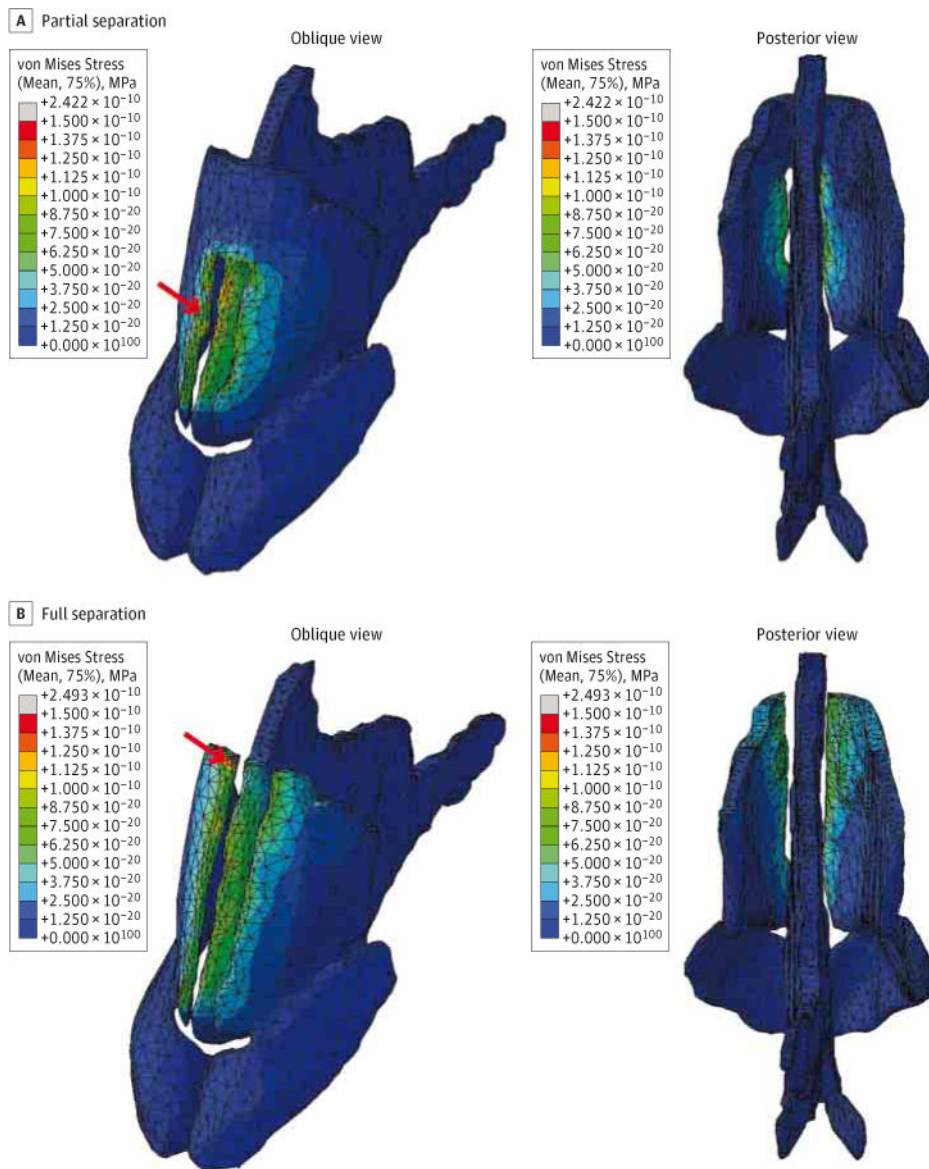 A Partial separation
Oblique view
von Mises Stress
(Mean, 75%), MPa
+2.422 × 10⁻¹⁰
+1.500 × 10⁻¹⁰
+1.375 × 10⁻¹⁰
+1.250 × 10⁻¹⁰
+1.125 × 10⁻¹⁰
+1.000 × 10⁻¹⁰
+8.750 × 10⁻²⁰
+7.500 × 10⁻²⁰
+6.250 × 10⁻²⁰
+5.000 × 10⁻²⁰
+3.750 × 10⁻²⁰
+2.500 × 10⁻²⁰
+1.250 × 10⁻²⁰
+0.000 × 10¹⁰⁰
Posterior view
von Mises Stress
(Mean, 75%), MPa
+2.422 × 10⁻¹⁰
+1.500 × 10⁻¹⁰
+1.375 × 10⁻¹⁰
+1.250 × 10⁻¹⁰
+1.125 × 10⁻¹⁰
+1.000 × 10⁻¹⁰
+8.750 × 10⁻²⁰
+7.500 × 10⁻²⁰
+6.250 × 10⁻²⁰
+5.000 × 10⁻²⁰
+3.750 × 10⁻²⁰
+2.500 × 10⁻²⁰
+1.250 × 10⁻²⁰
+0.000 × 10¹⁰⁰
B Full separation
Oblique view
von Mises Stress
(Mean, 75%), MPa
+2.493 × 10⁻¹⁰
+1.500 × 10⁻¹⁰
+1.375 × 10⁻¹⁰
+1.250 × 10⁻¹⁰
+1.125 × 10⁻¹⁰
+1.000 × 10⁻¹⁰
+8.750 × 10⁻²⁰
+7.500 × 10⁻²⁰
+6.250 × 10⁻²⁰
+5.000 × 10⁻²⁰
+3.750 × 10⁻²⁰
+2.500 × 10⁻²⁰
+1.250 × 10⁻²⁰
+0.000 × 10¹⁰⁰
Posterior view
von Mises Stress
(Mean, 75%), MPa
+2.493 × 10⁻¹⁰
+1.500 × 10⁻¹⁰
+1.375 × 10⁻¹⁰
+1.250 × 10⁻¹⁰
+1.125 × 10⁻¹⁰
+1.000 × 10⁻¹⁰
+8.750 × 10⁻²⁰
+7.500 × 10⁻²⁰
+6.250 × 10⁻²⁰
+5.000 × 10⁻²⁰
+3.750 × 10⁻²⁰
+2.500 × 10⁻²⁰
+1.250 × 10⁻²⁰
+0.000 × 10¹⁰⁰